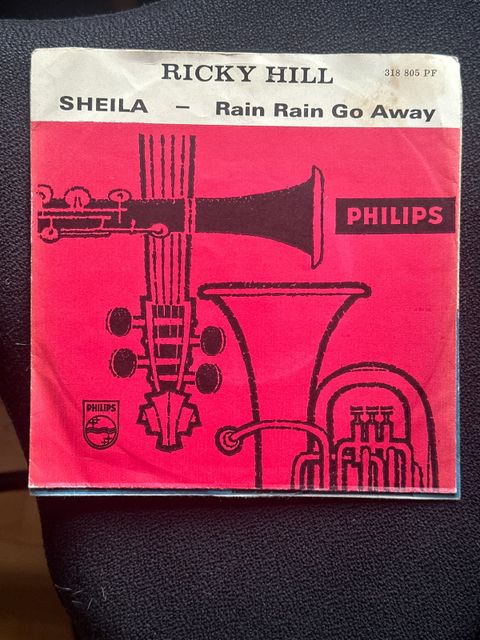 RICKY HILL 318 805 PF
SHEILA – Rain Rain Go Away
PHILIPS
PHILIPS